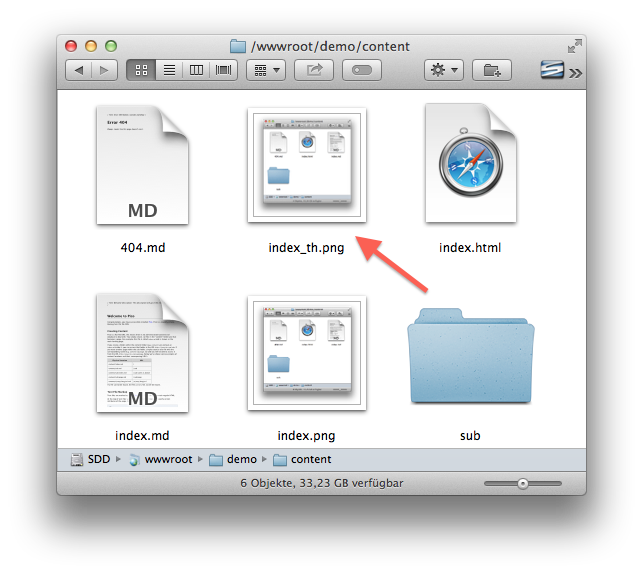 /wwwroot/demo/content
Error 404
MD
404.md
index_th.png
index.html
Welcome to Pico
MD
index.md
index.png
sub
SDD
wwwroot
demo
content
6 Objekte, 33,23 GB verfügbar